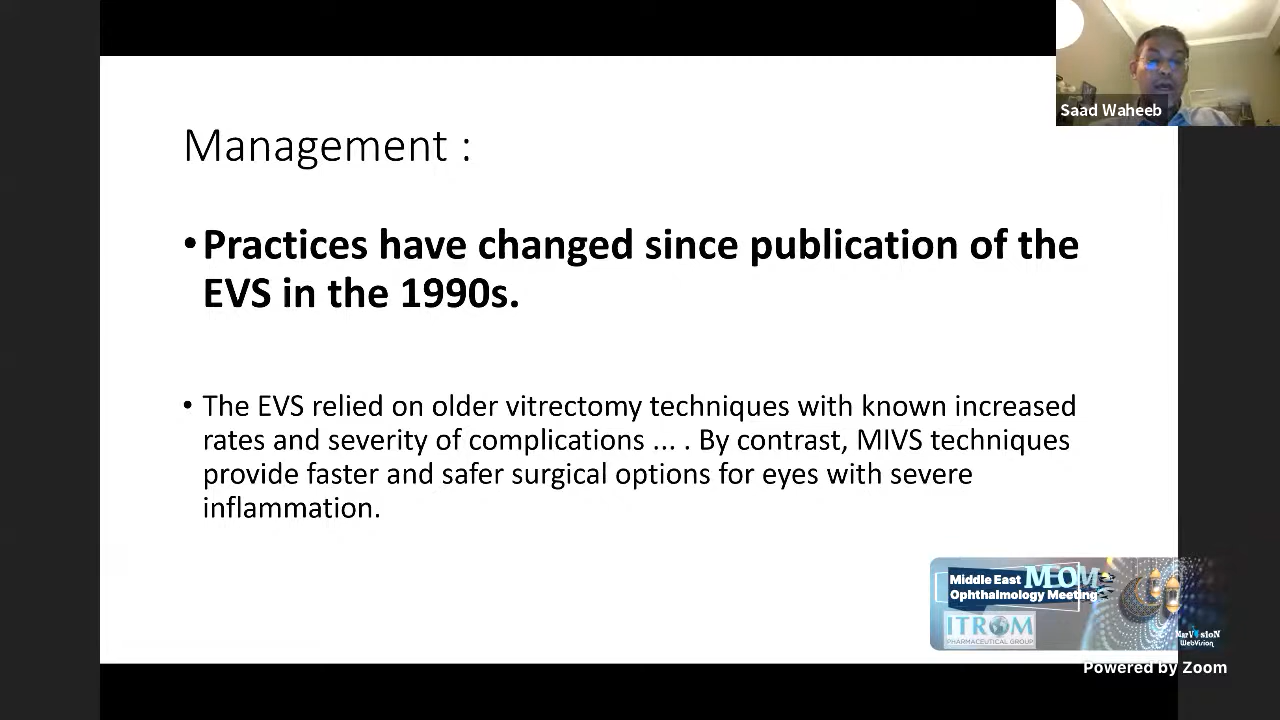 Saad Waheeb
Management :
•Practices have changed since publication of the
EVS in the 1990s.
• The EVS relied on older vitrectomy techniques with known increased
rates and severity of complications ... . By contrast, MIVS techniques
provide faster and safer surgical options for eyes with severe
inflammation.
Middle East MEOM
Ophthalmology Meeting
ITROM
PHARMACEUTICAL GROUP
MarVisioN
WebVision
Powered by Zoom